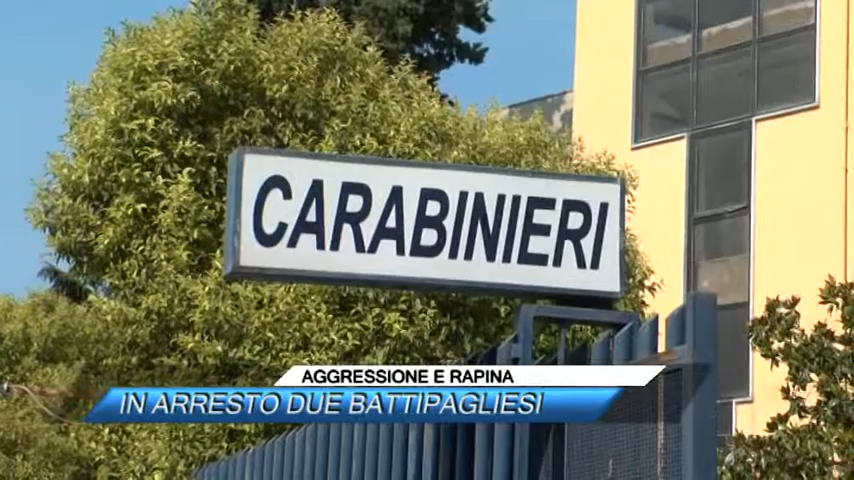 CARABINIERI
AGGRESSIONE E RAPINA
IN ARRESTO DUE BATTIPAGLIESI